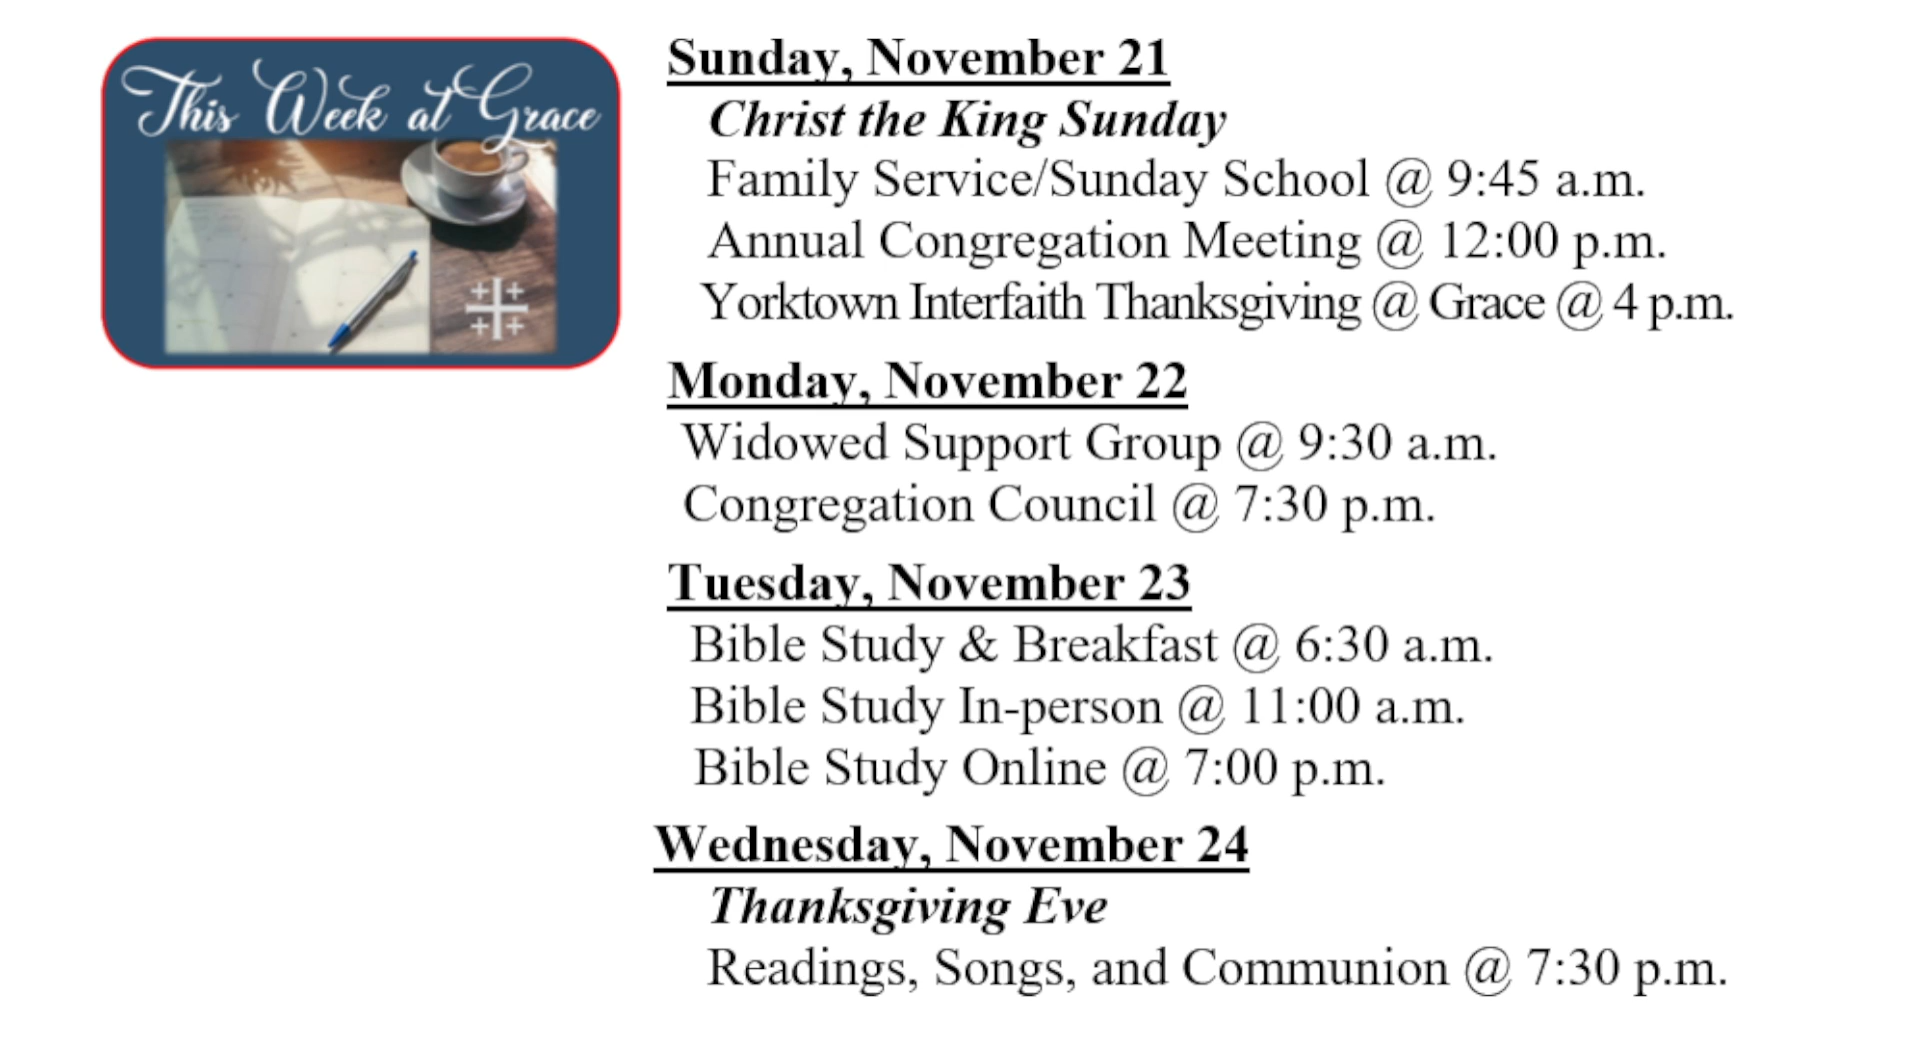 This Week at Grace
Sunday, November 21
Christ the King Sunday
Family Service/Sunday School @ 9:45 a.m.
Annual Congregation Meeting @ 12:00 p.m.
Yorktown Interfaith Thanksgiving @ Grace @ 4 p.m.
Monday, November 22
Widowed Support Group @ 9:30 a.m.
Congregation Council @ 7:30 p.m.
Tuesday, November 23
Bible Study & Breakfast @ 6:30 a.m.
Bible Study In-person @ 11:00 a.m.
Bible Study Online @ 7:00 p.m.
Wednesday, November 24
Thanksgiving Eve
Readings, Songs, and Communion @ 7:30 p.m.